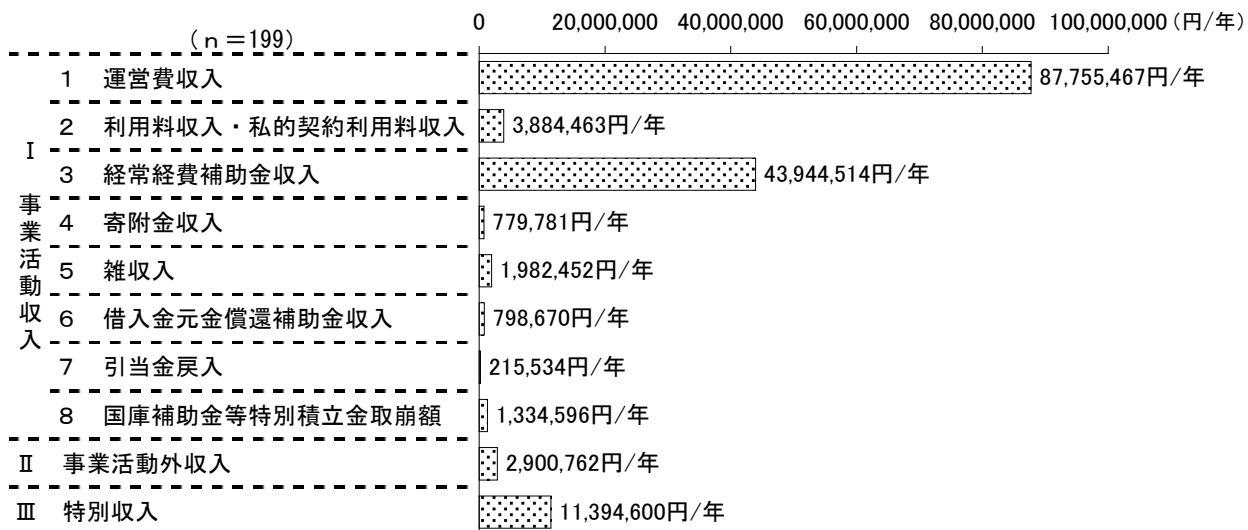 0 20,000,000 40,000,000 60,000,000 80,000,000 100,000,000 (円/年)
(n=199)
Ⅰ 事業活動収入
1 運営費収入 87,755,467円/年
2 利用料収入・私的契約利用料収入 3,884,463円/年
3 経常経費補助金収入 43,944,514円/年
4 寄附金収入 779,781円/年
5 雑収入 1,982,452円/年
6 借入金元金償還補助金収入 798,670円/年
7 引当金戻入 215,534円/年
8 国庫補助金等特別積立金取崩額 1,334,596円/年
Ⅱ 事業活動外収入 2,900,762円/年
Ⅲ 特別収入 11,394,600円/年